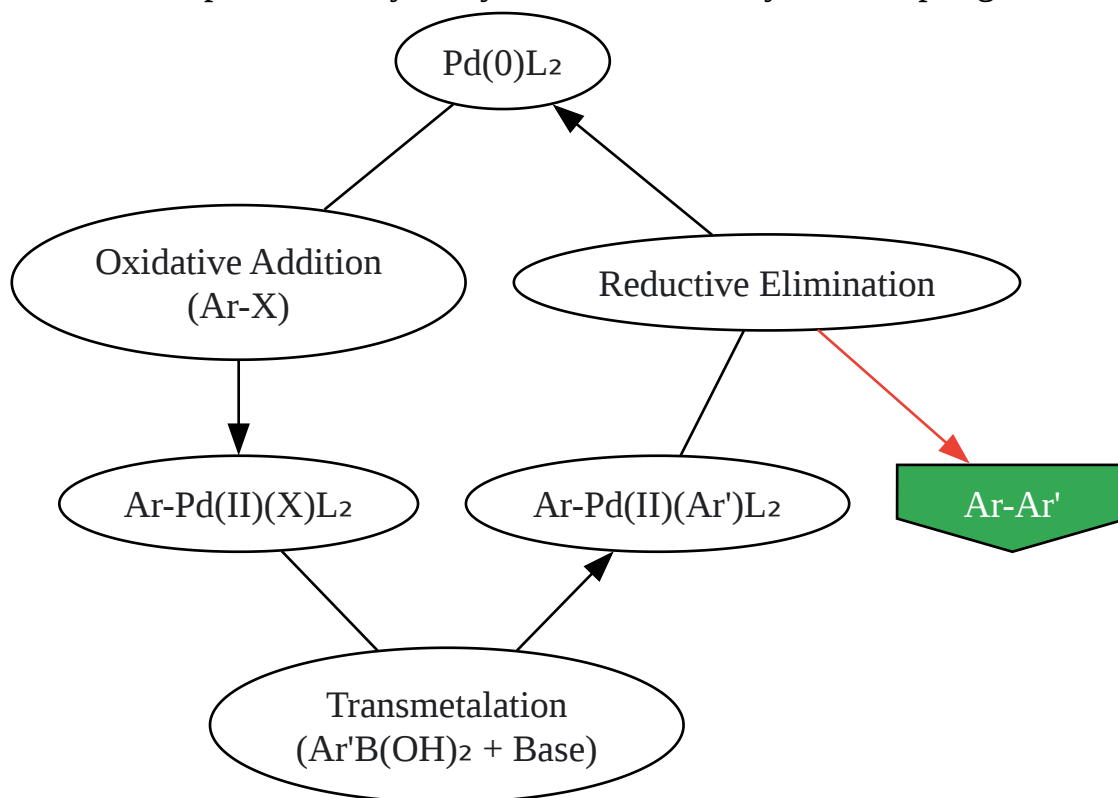 Pd(0)L₂
Oxidative Addition
(Ar-X)
Reductive Elimination
Ar-Pd(II)(X)L₂
Ar-Pd(II)(Ar')L₂
Ar-Ar'
Transmetalation
(Ar'B(OH)₂ + Base)